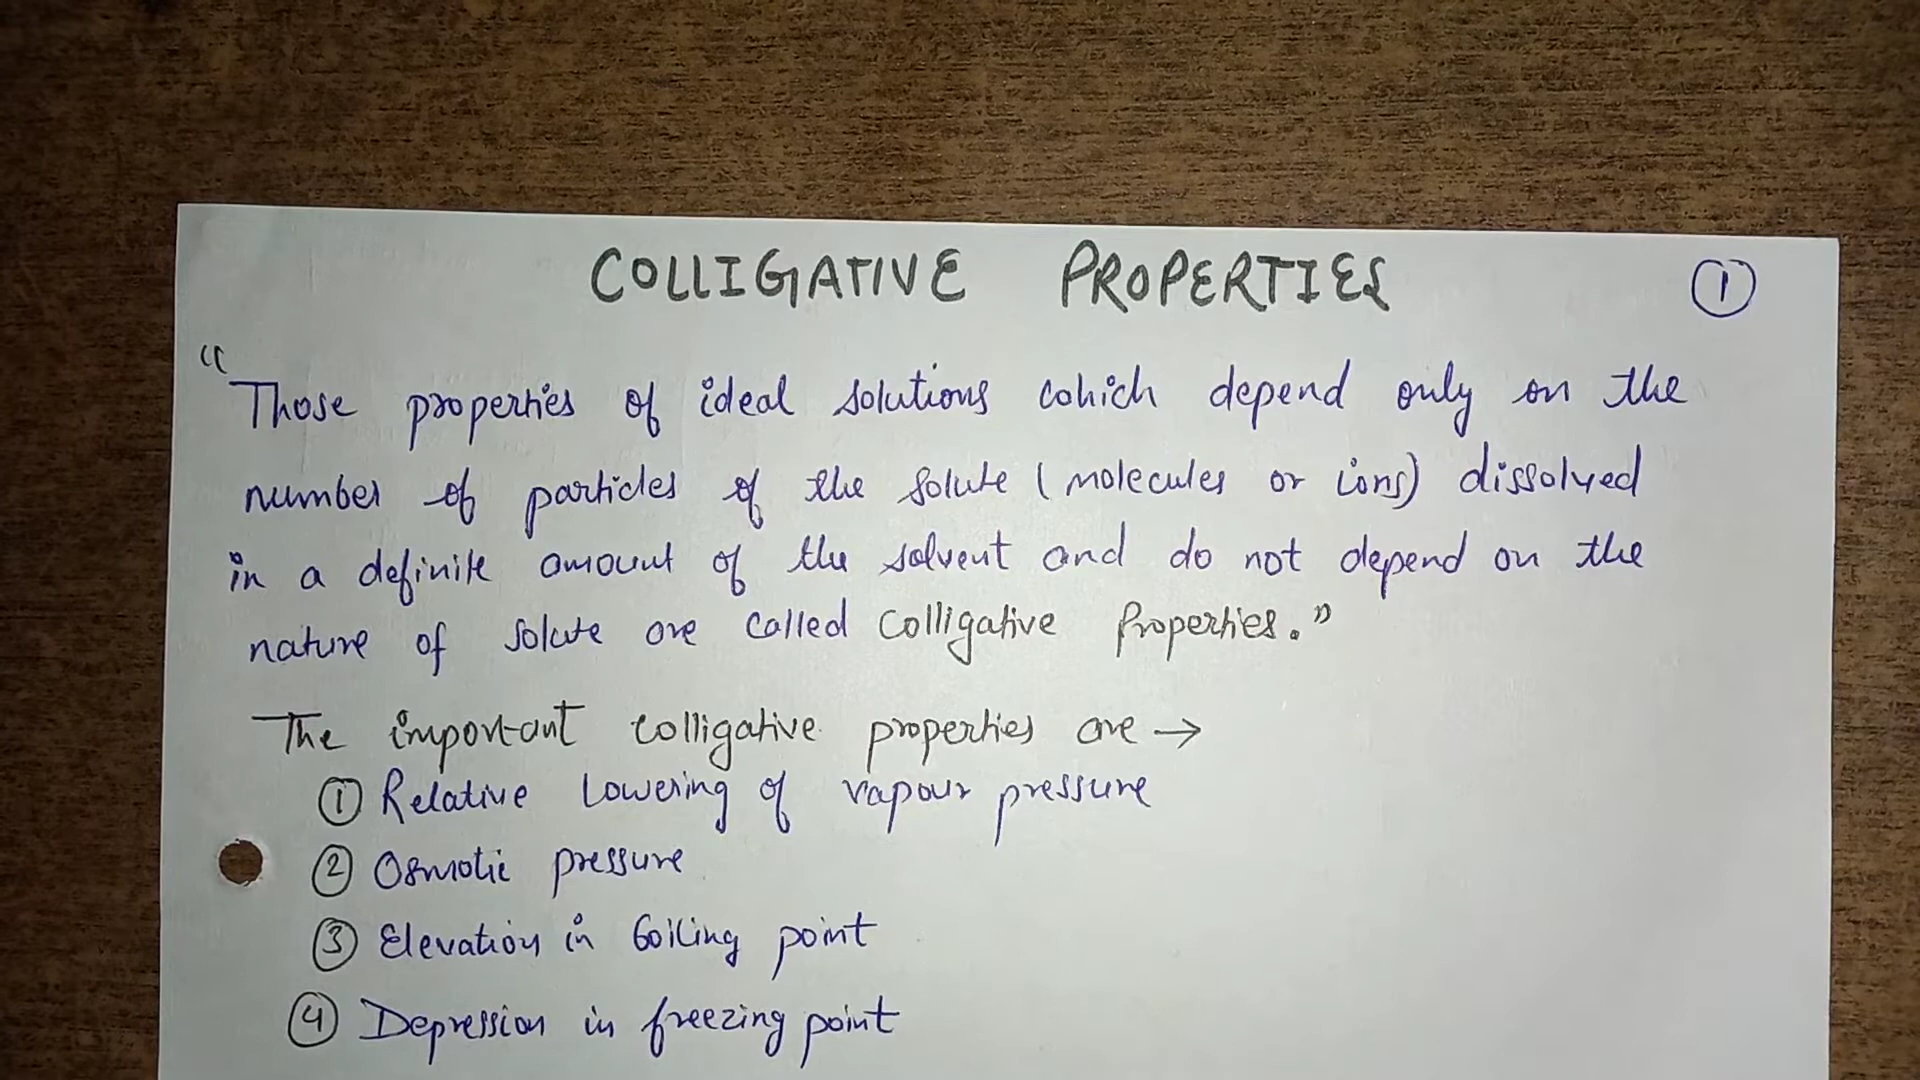 COLLIGATIVE PROPERTIES ①
"Those properties of ideal solutions which depend only on the
number of particles of the solute (molecules or ions) dissolved
in a definite amount of the solvent and do not depend on the
nature of solute are called Colligative Properties."
The important colligative properties are →
① Relative Lowering of vapour pressure
② Osmotic pressure
③ Elevation in boiling point
④ Depression in freezing point